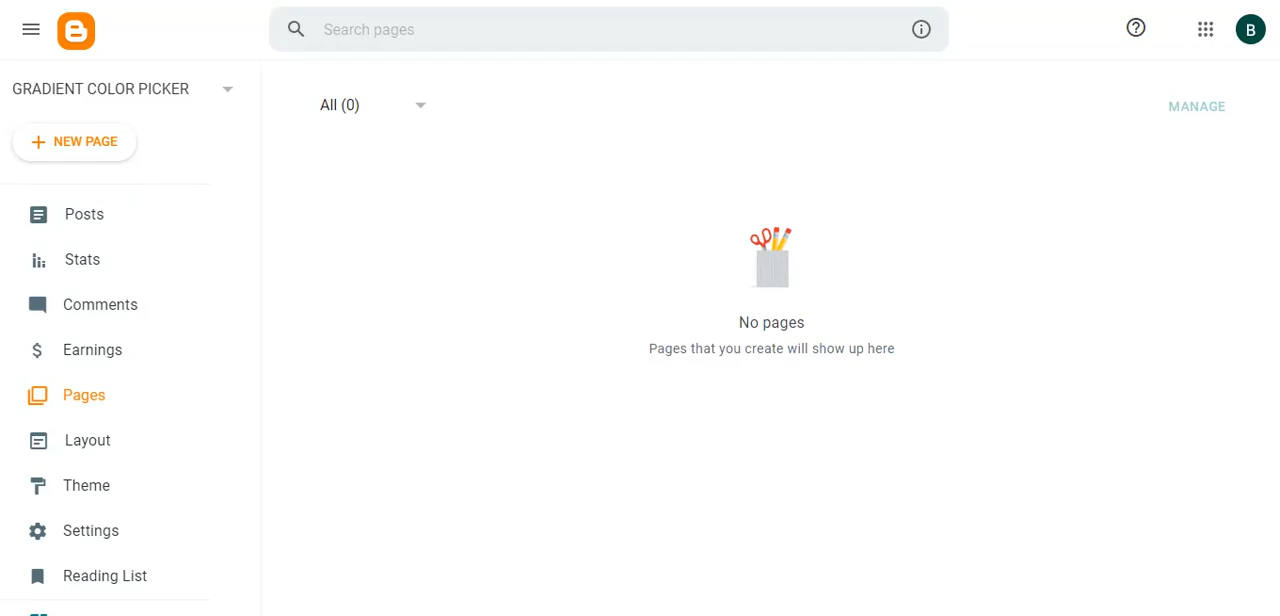 Search pages
B
GRADIENT COLOR PICKER
All (0)
MANAGE
NEW PAGE
Posts
Stats
Comments
Earnings
Pages
Layout
Theme
Settings
Reading List
No pages
Pages that you create will show up here